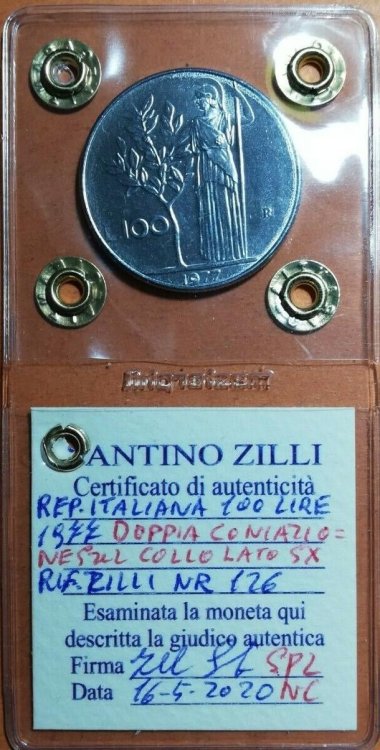 100
R
1977
ANTINO ZILLI
Certificato di autenticità
REP. ITALIANA 100 LIRE
1977 DOPPIA CONIAZIO=
NE SUL COLLO LATO SX
RIF. ZILLI NR 126
Esaminata la moneta qui
descritta la giudico autentica
Firma SPL
Data 16-5-2020 NC